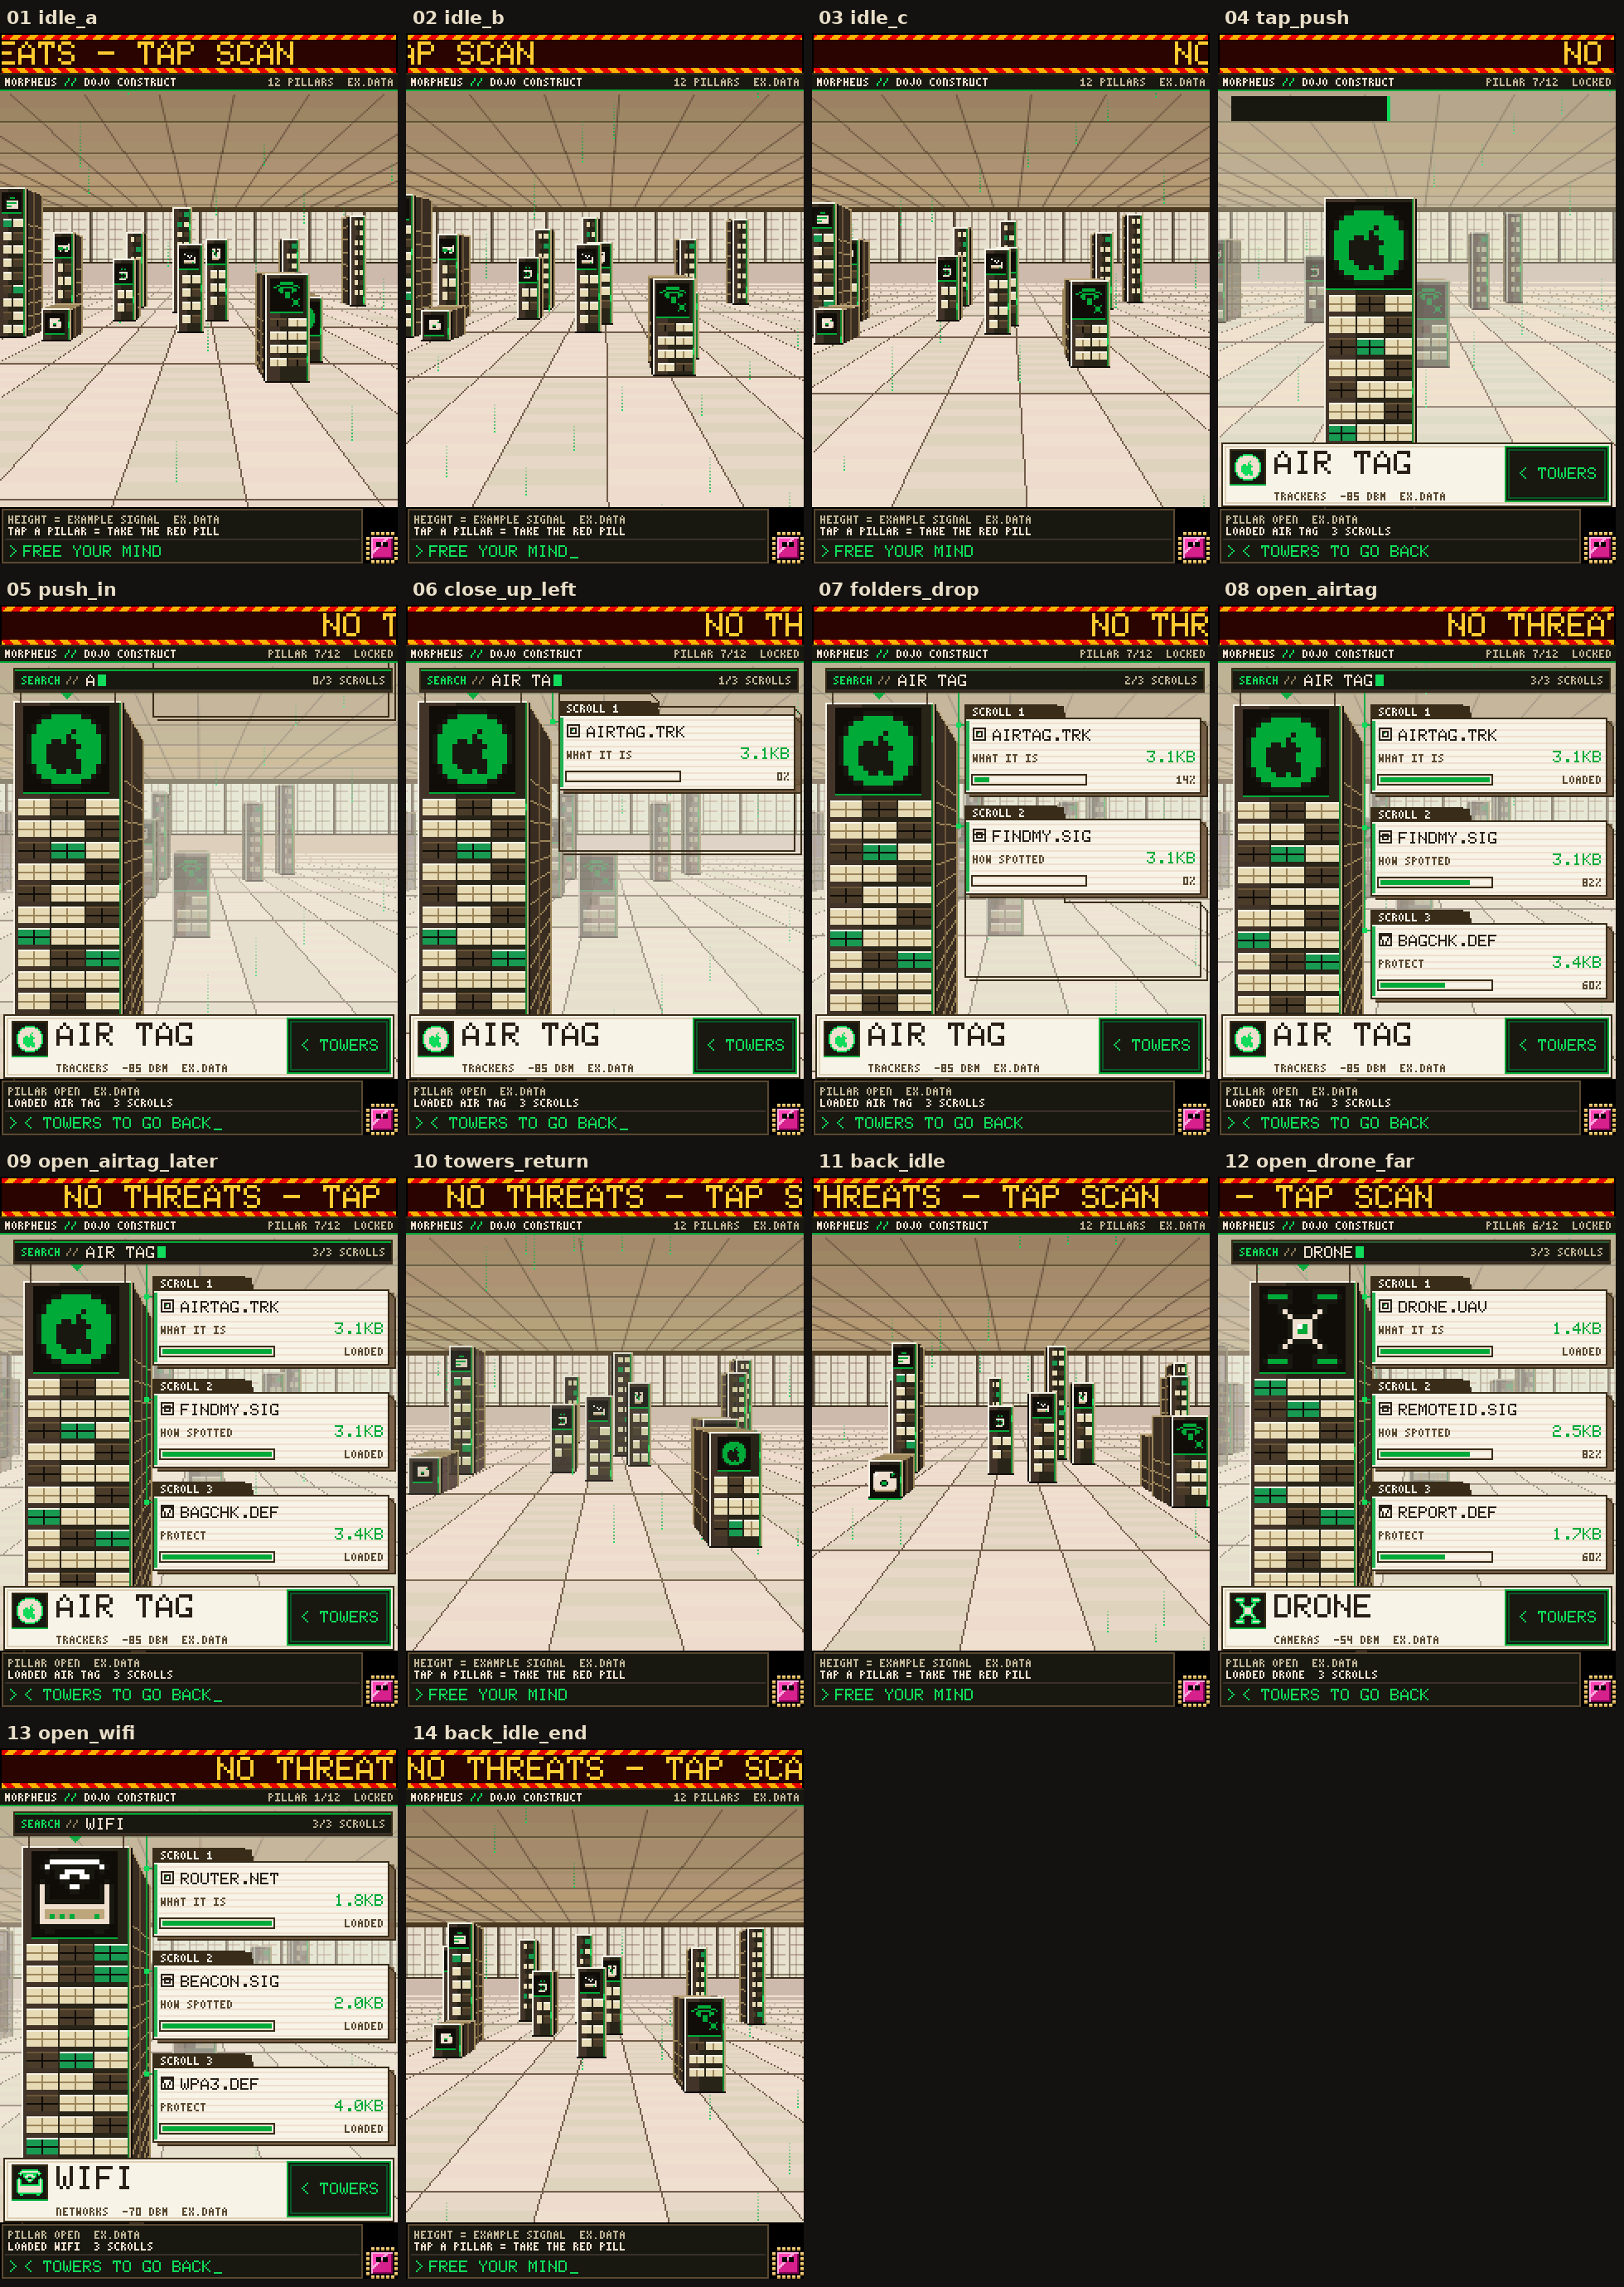 01 idle_a
EATS - TAP SCAN
MORPHEUS // DOJO CONSTRUCT 12 PILLARS EX.DATA
HEIGHT = EXAMPLE SIGNAL EX.DATA
TAP A PILLAR = TAKE THE RED PILL
>FREE YOUR MIND
02 idle_b
AP SCAN
MORPHEUS // DOJO CONSTRUCT 12 PILLARS EX.DATA
HEIGHT = EXAMPLE SIGNAL EX.DATA
TAP A PILLAR = TAKE THE RED PILL
>FREE YOUR MIND_
03 idle_c
NO
MORPHEUS // DOJO CONSTRUCT 12 PILLARS EX.DATA
HEIGHT = EXAMPLE SIGNAL EX.DATA
TAP A PILLAR = TAKE THE RED PILL
>FREE YOUR MIND
04 tap_push
NO
MORPHEUS // DOJO CONSTRUCT PILLAR 7/12 LOCKED
AIR TAG
< TOWERS
TRACKERS -85 DBM EX.DATA
PILLAR OPEN EX.DATA
LOADED AIR TAG 3 SCROLLS
>< TOWERS TO GO BACK
05 push_in
NO T
MORPHEUS // DOJO CONSTRUCT PILLAR 7/12 LOCKED
SEARCH // A 0/3 SCROLLS
AIR TAG
< TOWERS
TRACKERS -85 DBM EX.DATA
PILLAR OPEN EX.DATA
LOADED AIR TAG 3 SCROLLS
>< TOWERS TO GO BACK_
06 close_up_left
NO TH
MORPHEUS // DOJO CONSTRUCT PILLAR 7/12 LOCKED
SEARCH // AIR TA 1/3 SCROLLS
SCROLL 1
AIRTAG.TRK
WHAT IT IS 3.1KB
0%
AIR TAG
< TOWERS
TRACKERS -85 DBM EX.DATA
PILLAR OPEN EX.DATA
LOADED AIR TAG 3 SCROLLS
>< TOWERS TO GO BACK_
07 folders_drop
NO THR
MORPHEUS // DOJO CONSTRUCT PILLAR 7/12 LOCKED
SEARCH // AIR TAG 2/3 SCROLLS
SCROLL 1
AIRTAG.TRK
WHAT IT IS 3.1KB
14%
SCROLL 2
FINDMY.SIG
HOW SPOTTED 3.1KB
0%
AIR TAG
< TOWERS
TRACKERS -85 DBM EX.DATA
PILLAR OPEN EX.DATA
LOADED AIR TAG 3 SCROLLS
>< TOWERS TO GO BACK
08 open_airtag
NO THREAT
MORPHEUS // DOJO CONSTRUCT PILLAR 7/12 LOCKED
SEARCH // AIR TAG 3/3 SCROLLS
SCROLL 1
AIRTAG.TRK
WHAT IT IS 3.1KB
LOADED
SCROLL 2
FINDMY.SIG
HOW SPOTTED 3.1KB
82%
SCROLL 3
BAGCHK.DEF
PROTECT 3.4KB
60%
AIR TAG
< TOWERS
TRACKERS -85 DBM EX.DATA
PILLAR OPEN EX.DATA
LOADED AIR TAG 3 SCROLLS
>< TOWERS TO GO BACK
09 open_airtag_later
NO THREATS - TAP
MORPHEUS // DOJO CONSTRUCT PILLAR 7/12 LOCKED
SEARCH // AIR TAG 3/3 SCROLLS
SCROLL 1
AIRTAG.TRK
WHAT IT IS 3.1KB
LOADED
SCROLL 2
FINDMY.SIG
HOW SPOTTED 3.1KB
LOADED
SCROLL 3
BAGCHK.DEF
PROTECT 3.4KB
LOADED
AIR TAG
< TOWERS
TRACKERS -85 DBM EX.DATA
PILLAR OPEN EX.DATA
LOADED AIR TAG 3 SCROLLS
>< TOWERS TO GO BACK_
10 towers_return
NO THREATS - TAP S
MORPHEUS // DOJO CONSTRUCT 12 PILLARS EX.DATA
HEIGHT = EXAMPLE SIGNAL EX.DATA
TAP A PILLAR = TAKE THE RED PILL
>FREE YOUR MIND
11 back_idle
THREATS - TAP SCAN
MORPHEUS // DOJO CONSTRUCT 12 PILLARS EX.DATA
HEIGHT = EXAMPLE SIGNAL EX.DATA
TAP A PILLAR = TAKE THE RED PILL
>FREE YOUR MIND
12 open_drone_far
- TAP SCAN
MORPHEUS // DOJO CONSTRUCT PILLAR 6/12 LOCKED
SEARCH // DRONE 3/3 SCROLLS
SCROLL 1
DRONE.UAV
WHAT IT IS 1.4KB
LOADED
SCROLL 2
REMOTEID.SIG
HOW SPOTTED 2.5KB
82%
SCROLL 3
REPORT.DEF
PROTECT 1.7KB
60%
DRONE
< TOWERS
CAMERAS -54 DBM EX.DATA
PILLAR OPEN EX.DATA
LOADED DRONE 3 SCROLLS
>< TOWERS TO GO BACK
13 open_wifi
NO THREAT
MORPHEUS // DOJO CONSTRUCT PILLAR 1/12 LOCKED
SEARCH // WIFI 3/3 SCROLLS
SCROLL 1
ROUTER.NET
WHAT IT IS 1.8KB
LOADED
SCROLL 2
BEACON.SIG
HOW SPOTTED 2.0KB
LOADED
SCROLL 3
WPA3.DEF
PROTECT 4.0KB
LOADED
WIFI
< TOWERS
NETWORKS -70 DBM EX.DATA
PILLAR OPEN EX.DATA
LOADED WIFI 3 SCROLLS
>< TOWERS TO GO BACK_
14 back_idle_end
NO THREATS - TAP SCA
MORPHEUS // DOJO CONSTRUCT 12 PILLARS EX.DATA
HEIGHT = EXAMPLE SIGNAL EX.DATA
TAP A PILLAR = TAKE THE RED PILL
>FREE YOUR MIND_